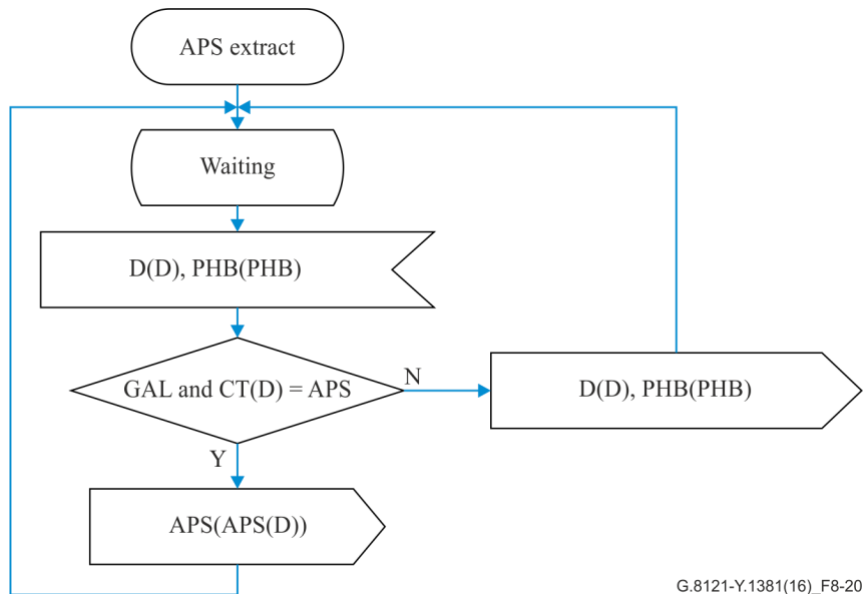 APS extract
Waiting
D(D), PHB(PHB)
GAL and CT(D) = APS
N
D(D), PHB(PHB)
Y
APS(APS(D))
G.8121-Y.1381(16)_F8-20